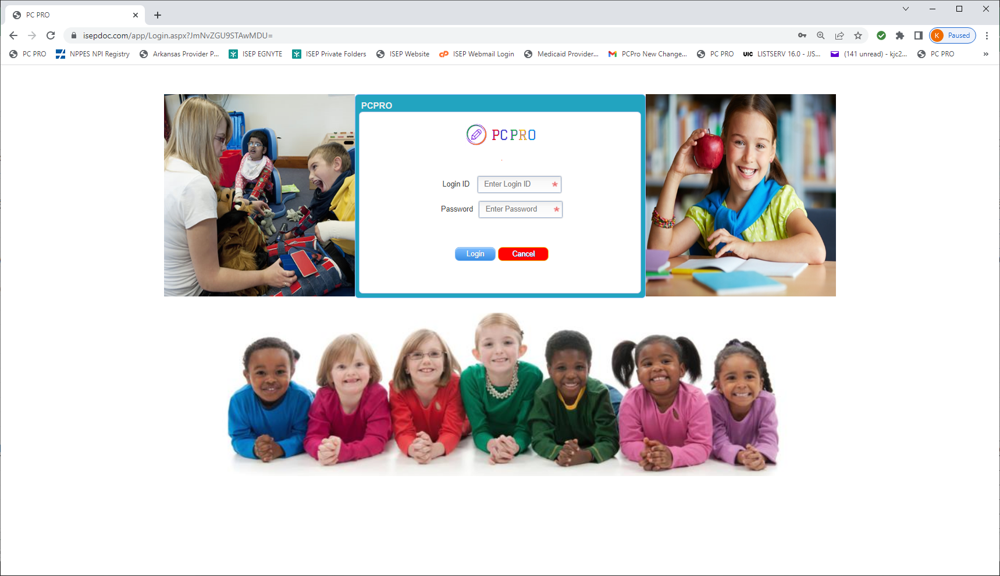 PC PRO
isepdoc.com/app/Login.aspx?JmNvZGU9STAwMDU=
K Paused
PC PRO NPPES NPI Registry Arkansas Provider P... ISEP EGNYTE ISEP Private Folders ISEP Website cP ISEP Webmail Login Medicaid Provider... PCPro New Change... PC PRO UIC LISTSERV 16.0 - JJS... (141 unread) - kjc2... PC PRO »
PCPRO
PC PRO
.
Login ID Enter Login ID *
Password Enter Password *
Login Cancel